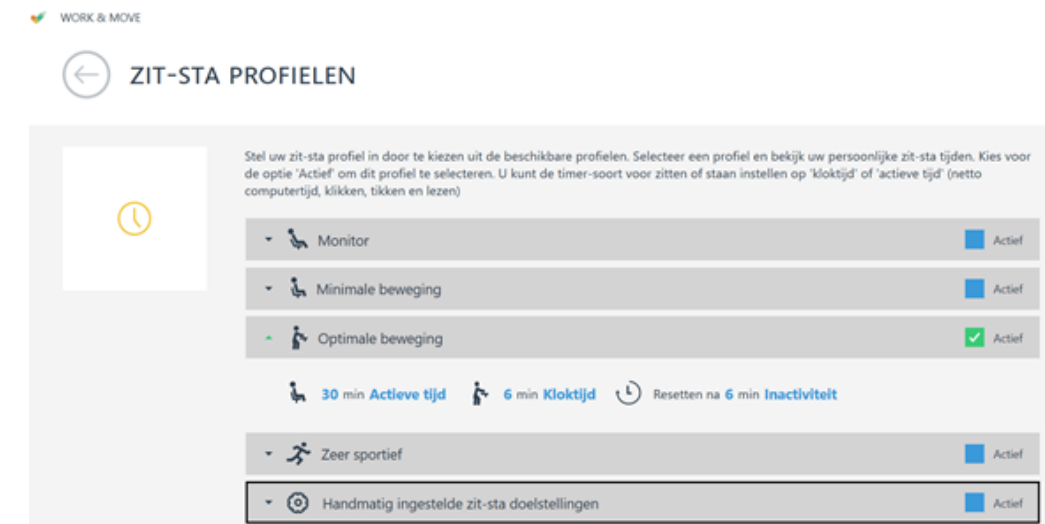 WORK & MOVE
ZIT-STA PROFIELEN
Stel uw zit-sta profiel in door te kiezen uit de beschikbare profielen. Selecteer een profiel en bekijk uw persoonlijke zit-sta tijden. Kies voor
de optie 'Actief' om dit profiel te selecteren. U kunt de timer-soort voor zitten of staan instellen op 'kloktijd' of 'actieve tijd' (netto
computertijd, klikken, tikken en lezen)
Monitor Actief
Minimale beweging Actief
Optimale beweging Actief
30 min Actieve tijd 6 min Kloktijd Resetten na 6 min Inactiviteit
Zeer sportief Actief
Handmatig ingestelde zit-sta doelstellingen Actief